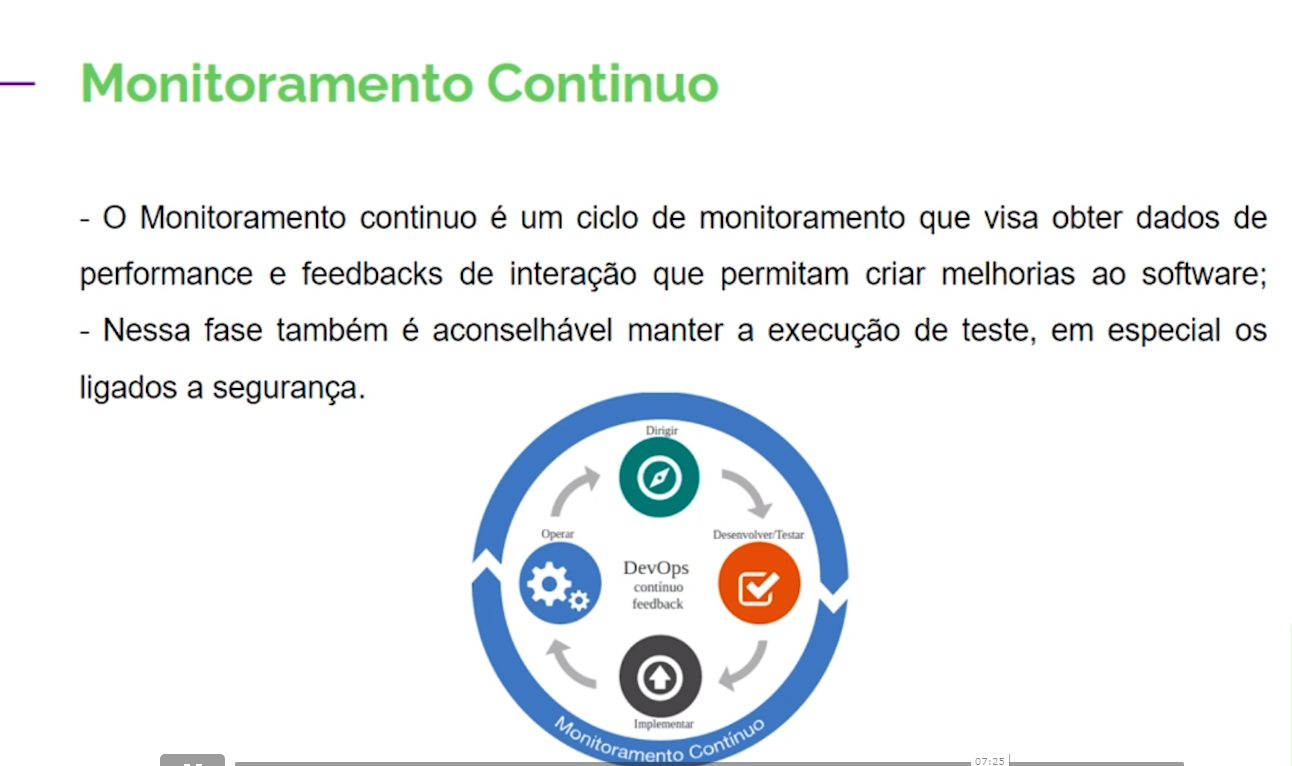 Monitoramento Continuo
- O Monitoramento continuo é um ciclo de monitoramento que visa obter dados de
performance e feedbacks de interação que permitam criar melhorias ao software;
- Nessa fase também é aconselhável manter a execução de teste, em especial os
ligados a segurança.
Dirigir
Operar
Desenvolver/Testar
DevOps
contínuo
feedback
Implementar
Monitoramento Contínuo
07:25